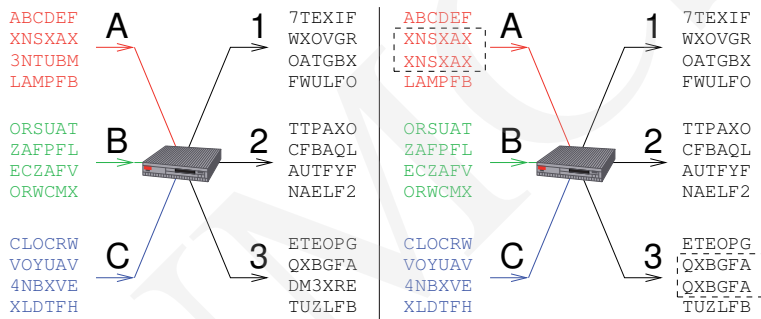 ABCDEF
XNSXAX
3NTUBM
LAMPFB
A
1
7TEXIF
WXOVGR
OATGBX
FWULFO
ORSUAT
ZAFPFL
ECZAFV
ORWCMX
B
2
TTPAXO
CFBAQL
AUTFYF
NAELF2
CLOCRW
VOYUAV
4NBXVE
XLDTFH
C
3
ETEOPG
QXBGFA
DM3XRE
TUZLFB
ABCDEF
XNSXAX
XNSXAX
LAMPFB
A
1
7TEXIF
WXOVGR
OATGBX
FWULFO
ORSUAT
ZAFPFL
ECZAFV
ORWCMX
B
2
TTPAXO
CFBAQL
AUTFYF
NAELF2
CLOCRW
VOYUAV
4NBXVE
XLDTFH
C
3
ETEOPG
QXBGFA
QXBGFA
TUZLFB